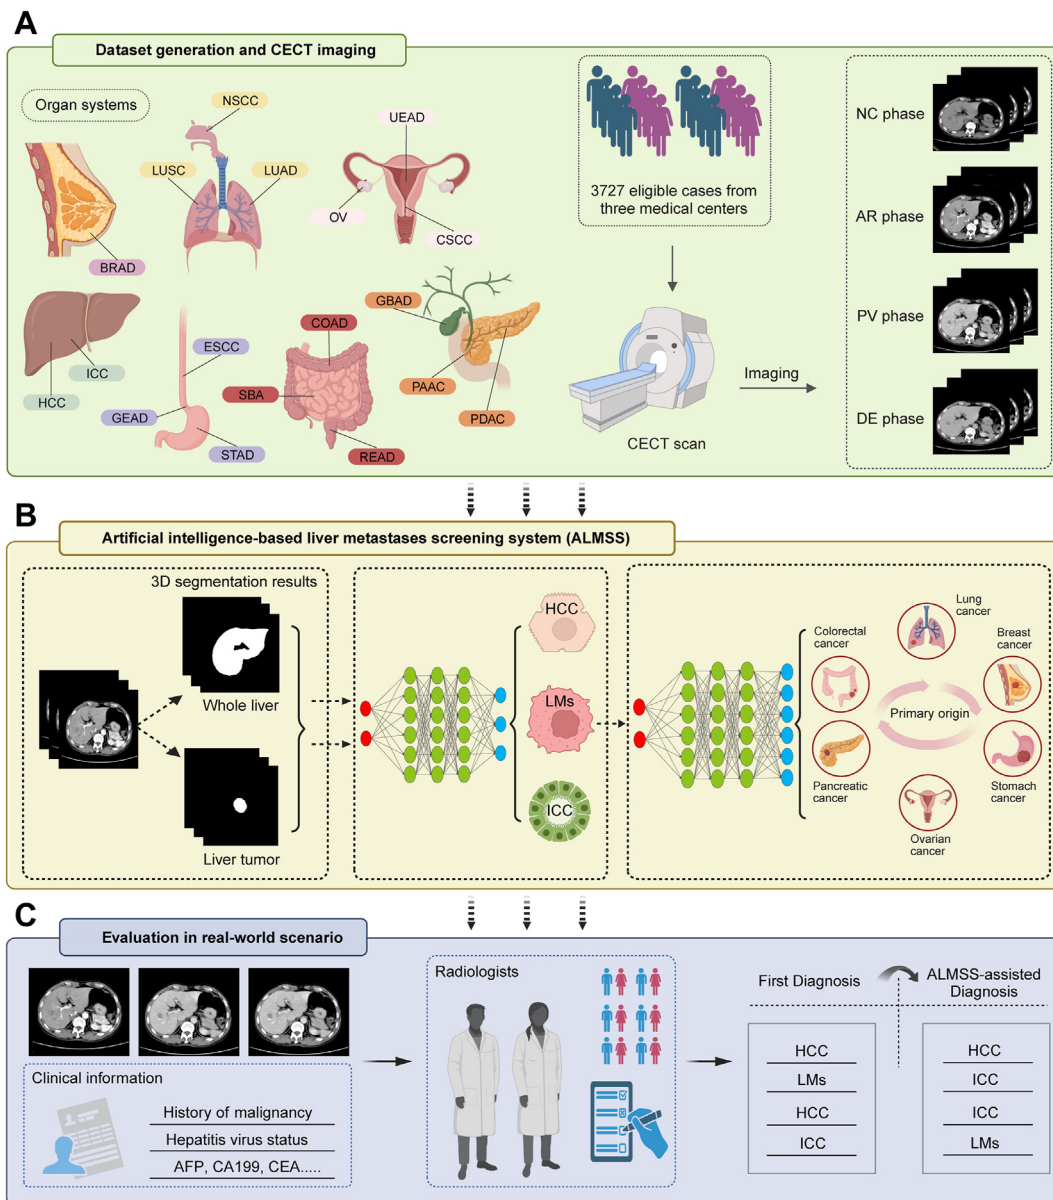 A
Dataset generation and CECT imaging
Organ systems
NSCC
LUSC
LUAD
UEAD
OV
CSCC
BRAD
HCC
ICC
ESCC
GEAD
STAD
COAD
SBA
READ
GBAD
PAAC
PDAC
3727 eligible cases from
three medical centers
CECT scan
Imaging
NC phase
AR phase
PV phase
DE phase
B
Artificial intelligence-based liver metastases screening system (ALMSS)
3D segmentation results
Whole liver
Liver tumor
HCC
LMs
ICC
Lung
cancer
Colorectal
cancer
Breast
cancer
Primary origin
Pancreatic
cancer
Stomach
cancer
Ovarian
cancer
C
Evaluation in real-world scenario
Clinical information
History of malignancy
Hepatitis virus status
AFP, CA199, CEA.....
Radiologists
First Diagnosis
ALMSS-assisted
Diagnosis
HCC
LMs
HCC
ICC
HCC
ICC
ICC
LMs